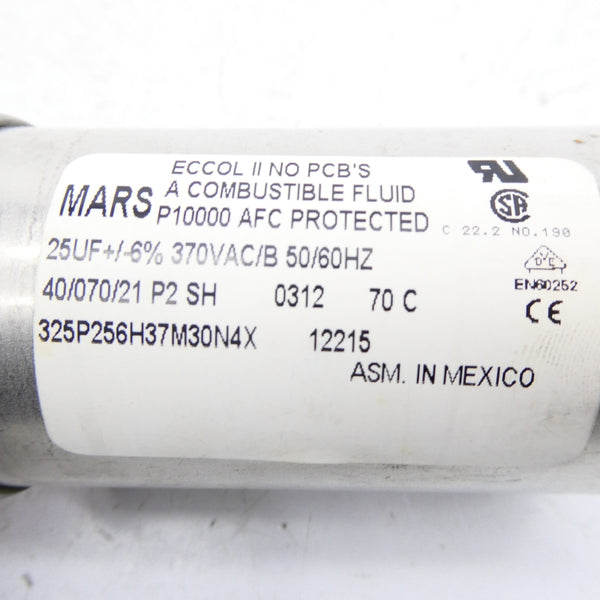 ECCOL II NO PCB'S
MARS A COMBUSTIBLE FLUID
P10000 AFC PROTECTED
C 22.2 NO.190
25UF+/-6% 370VAC/B 50/60HZ
EN60252
40/070/21 P2 SH 0312 70 C
CE
325P256H37M30N4X 12215
ASM. IN MEXICO